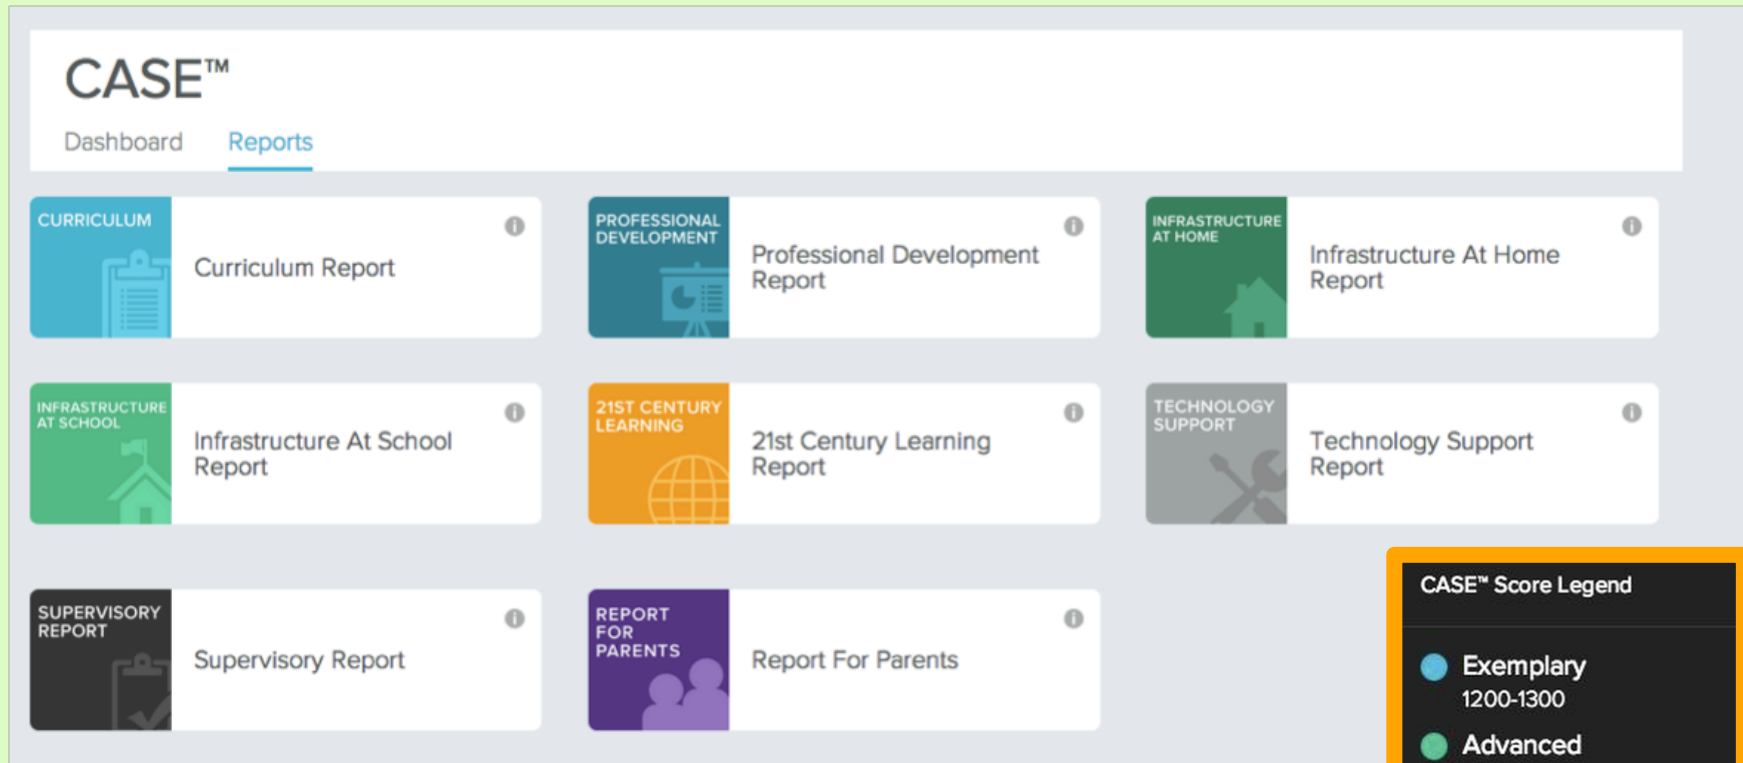 CASE™
Dashboard Reports
CURRICULUM
Curriculum Report
PROFESSIONAL
DEVELOPMENT
Professional Development
Report
INFRASTRUCTURE
AT HOME
Infrastructure At Home
Report
INFRASTRUCTURE
AT SCHOOL
Infrastructure At School
Report
21ST CENTURY
LEARNING
21st Century Learning
Report
TECHNOLOGY
SUPPORT
Technology Support
Report
SUPERVISORY
REPORT
Supervisory Report
REPORT
FOR
PARENTS
Report For Parents
CASE™ Score Legend
Exemplary
1200-1300
Advanced